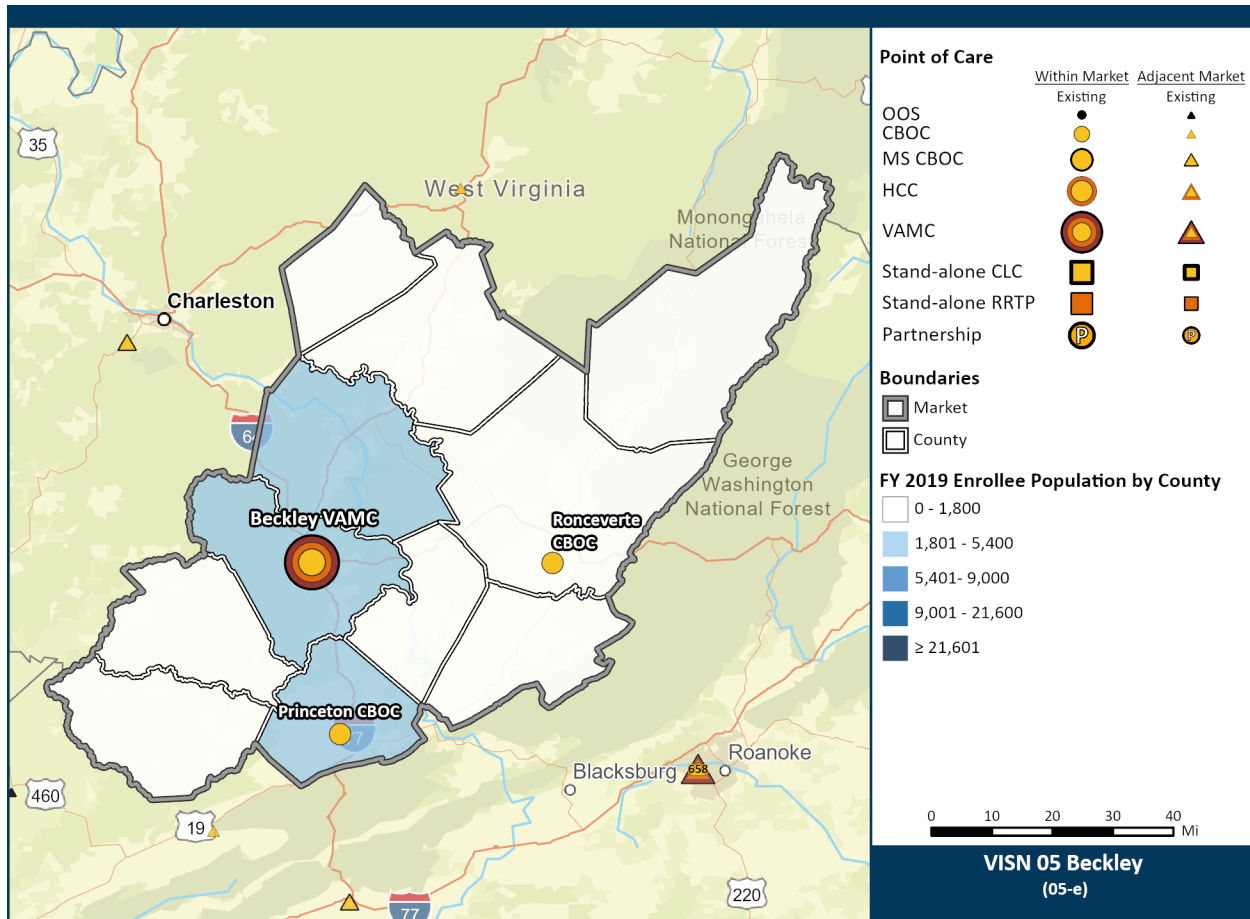 35
West Virginia
Monongahela
National Forest
Charleston
64
George
Washington
National Forest
Beckley VAMC
Ronceverte
CBOC
Princeton CBOC
77
Roanoke
Blacksburg
658
460
19
220
77
Point of Care
Within Market Adjacent Market
Existing Existing
OOS
CBOC
MS CBOC
HCC
VAMC
Stand-alone CLC
Stand-alone RRTP
Partnership P P
Boundaries
Market
County
FY 2019 Enrollee Population by County
0 - 1,800
1,801 - 5,400
5,401- 9,000
9,001 - 21,600
≥ 21,601
0 10 20 30 40
Mi
VISN 05 Beckley
(05-e)